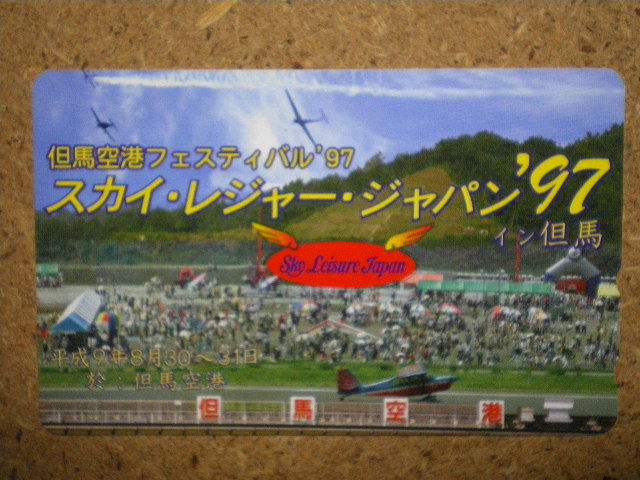 但馬空港フェスティバル'97
スカイ・レジャー・ジャパン'97
イン但馬
Sky Leisure Japan
平成9年8月30〜31日
於：但馬空港
但馬空港